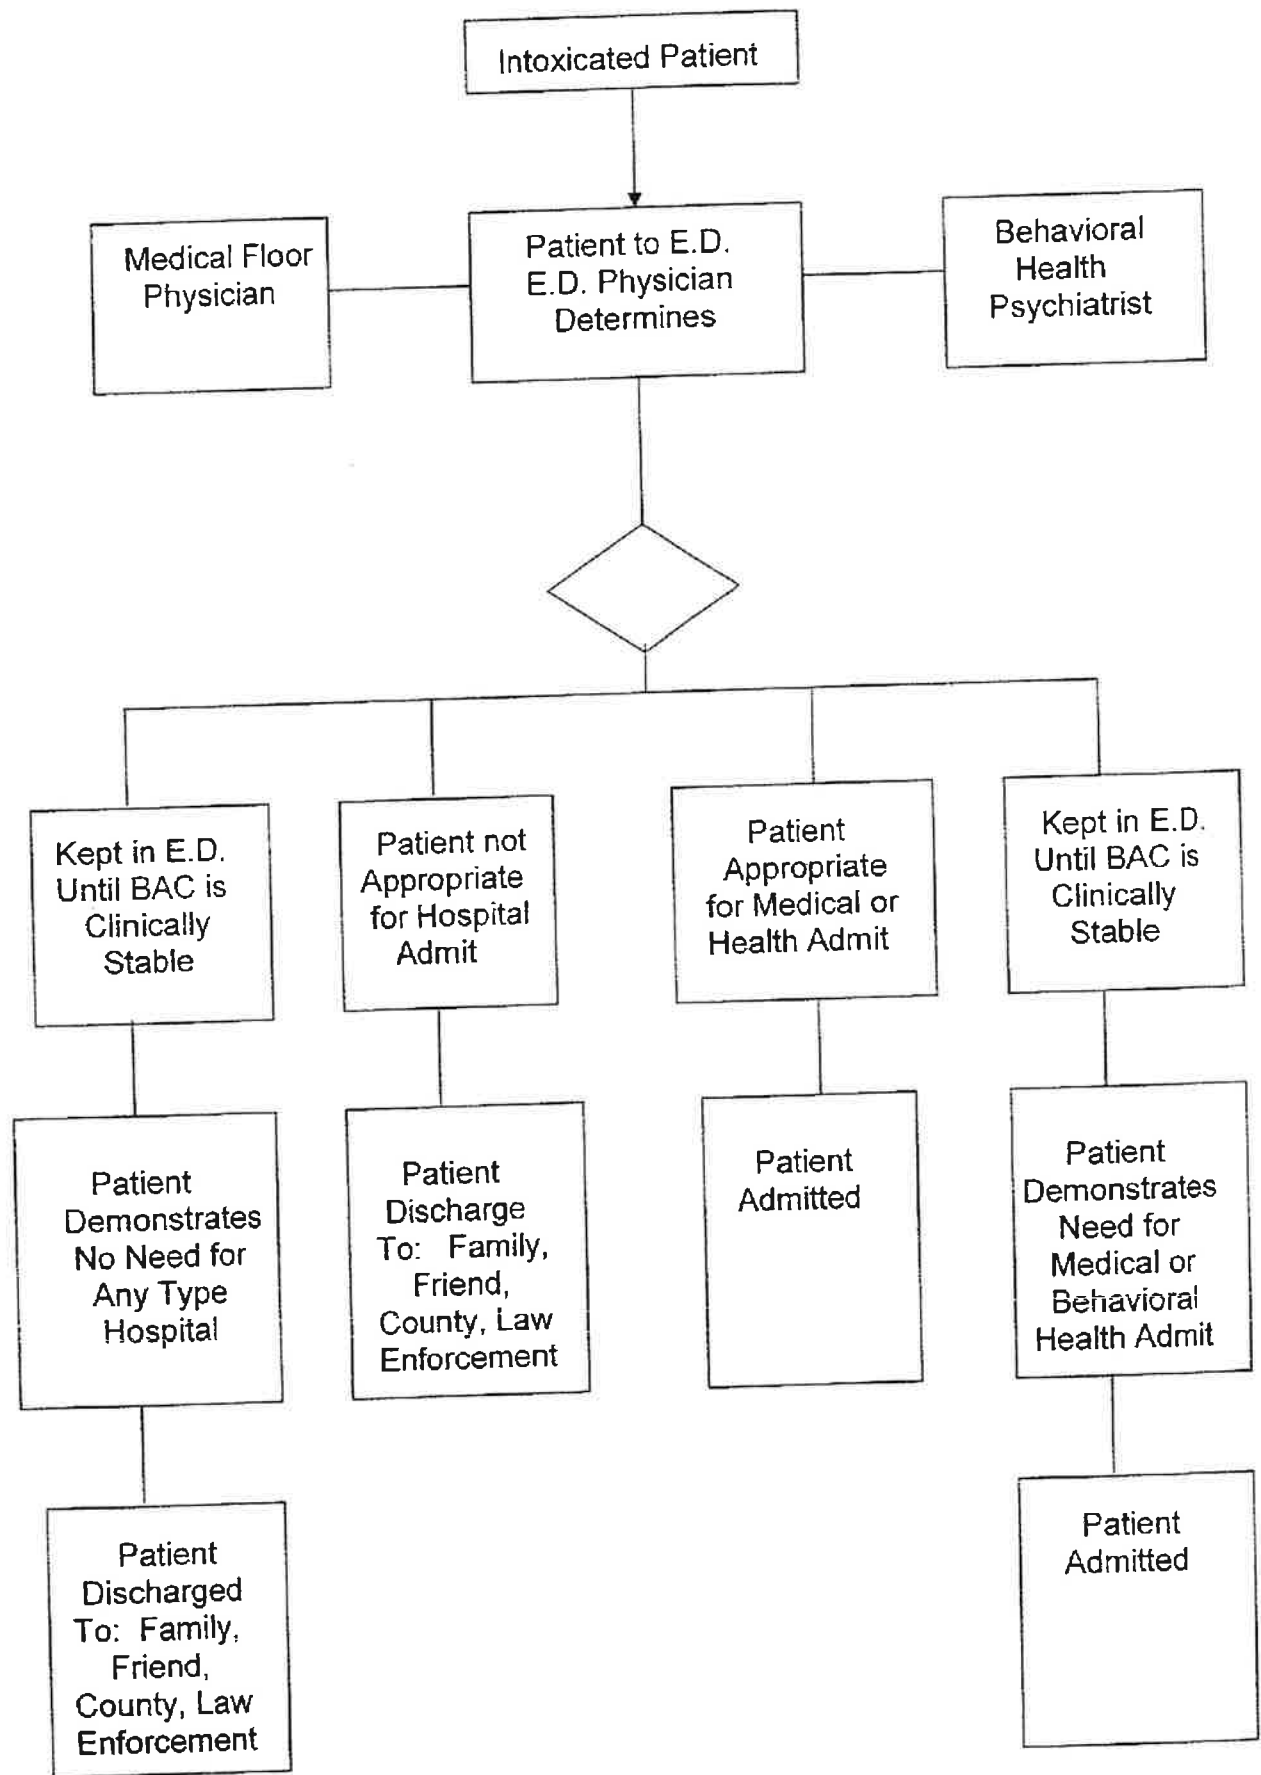 Intoxicated Patient
Medical Floor
Physician
Patient to E.D.
E.D. Physician
Determines
Behavioral
Health
Psychiatrist
Kept in E.D.
Until BAC is
Clinically
Stable
Patient not
Appropriate
for Hospital
Admit
Patient
Appropriate
for Medical or
Health Admit
Kept in E.D.
Until BAC is
Clinically
Stable
Patient
Demonstrates
No Need for
Any Type
Hospital
Patient
Discharge
To: Family,
Friend,
County, Law
Enforcement
Patient
Admitted
Patient
Demonstrates
Need for
Medical or
Behavioral
Health Admit
Patient
Discharged
To: Family,
Friend,
County, Law
Enforcement
Patient
Admitted